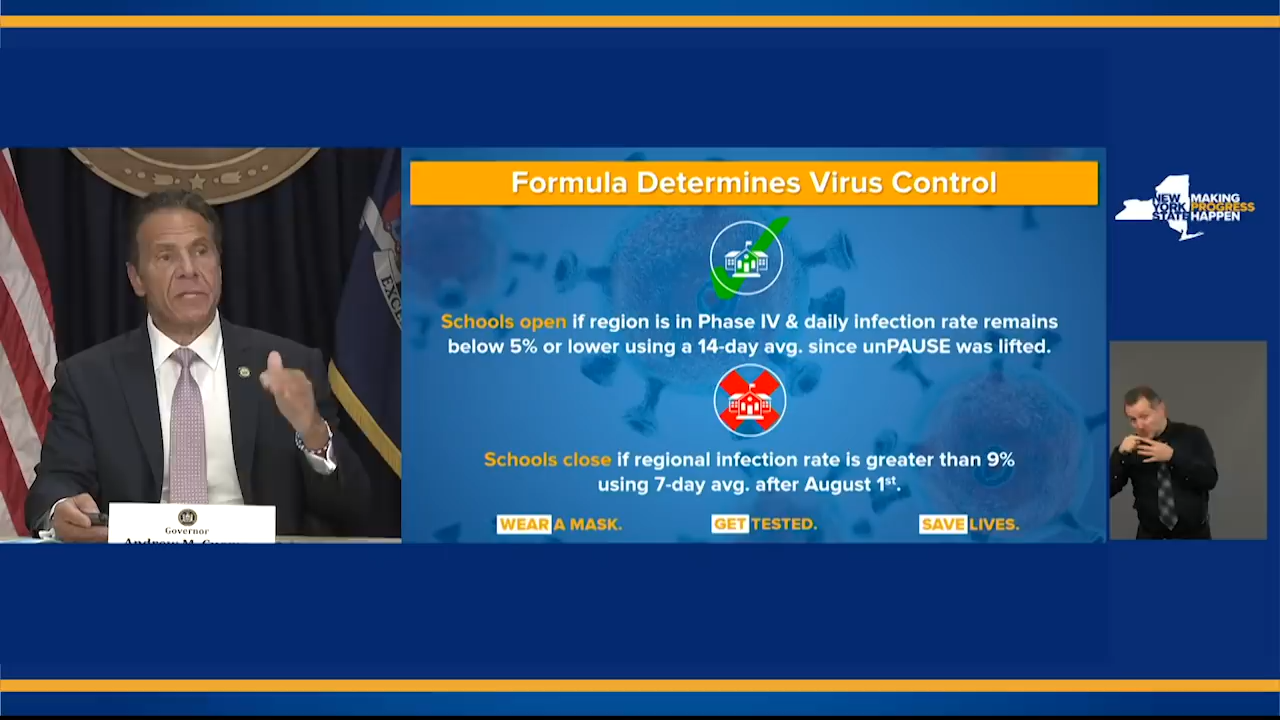 Formula Determines Virus Control
Schools open if region is in Phase IV & daily infection rate remains
below 5% or lower using a 14-day avg. since unPAUSE was lifted.
Schools close if regional infection rate is greater than 9%
using 7-day avg. after August 1st.
WEAR A MASK. GET TESTED. SAVE LIVES.
NEW
YORK
STATE
MAKING
PROGRESS
HAPPEN
EXCE
Governor